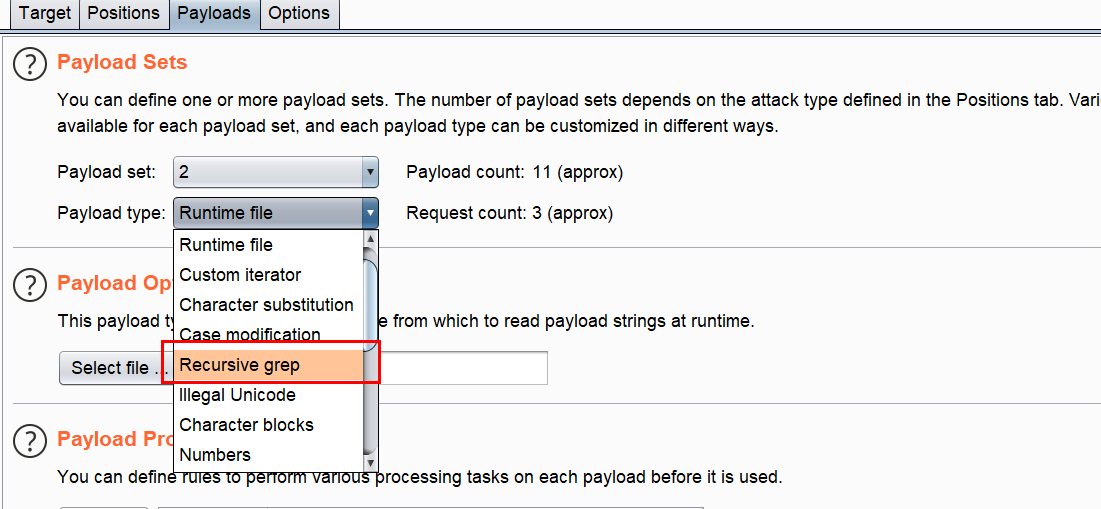 Target Positions Payloads Options
? Payload Sets
You can define one or more payload sets. The number of payload sets depends on the attack type defined in the Positions tab. Vari
available for each payload set, and each payload type can be customized in different ways.
Payload set: 2 Payload count: 11 (approx)
Payload type: Runtime file Request count: 3 (approx)
Runtime file
Custom iterator
? Payload Op
Character substitution
This payload ty e from which to read payload strings at runtime.
Case modification
Select file ... Recursive grep
Illegal Unicode
Character blocks
? Payload Pro
Numbers
You can define rules to perform various processing tasks on each payload before it is used.